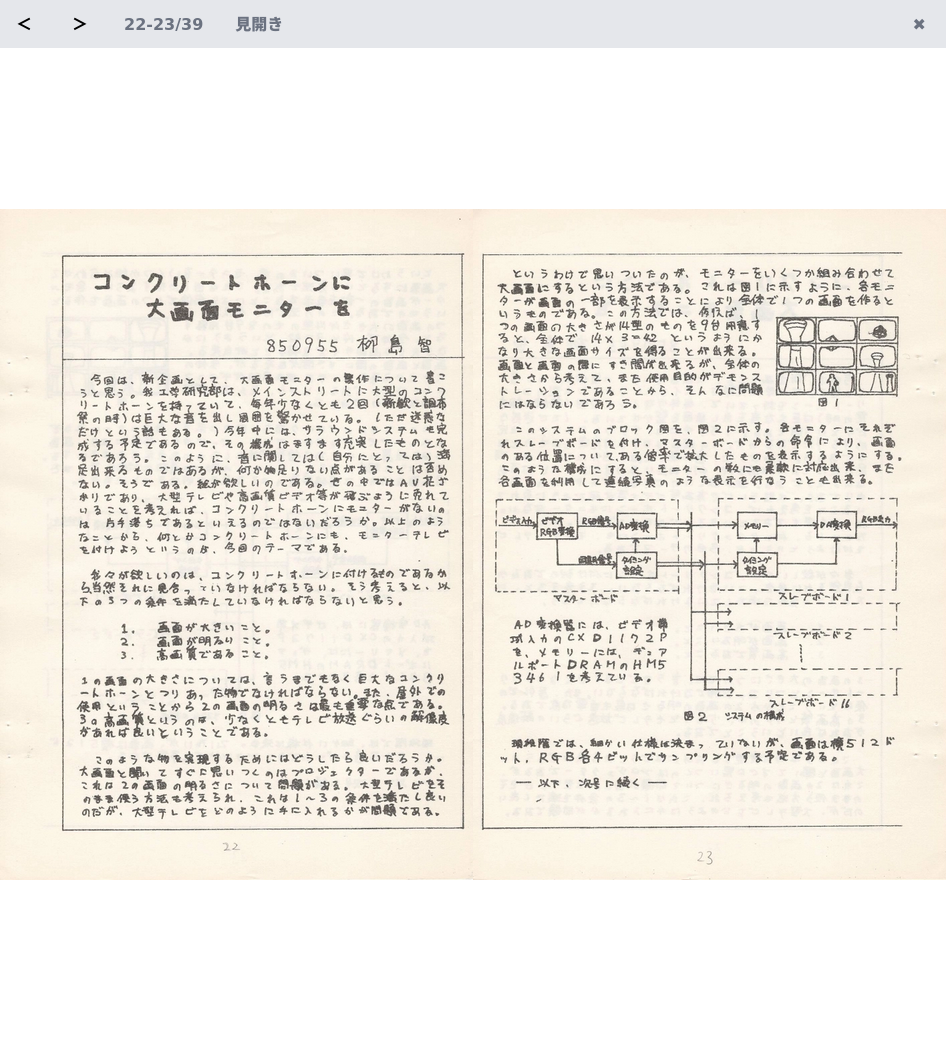 22-23/39 見開き
コンクリートホーンに
大画面モニターを
850955 柳島 智
今回は、新企画として、大画面モニターの製作について書こ
うと思う。我工学研究部は、メインストリートに大型のコンク
リートホーンを持っていて、毎年少なくとも2回(新歓と調布
祭の時)は巨大な音を出し周囲を驚かせている。(ただ迷惑な
だけという話もある。)今年中には、サラウンドシステムも完
成する予定であるので、その構成はますます充実したものとな
るであろう。このように、音に関してはほぼ自分にとっては満
足出来るものではあるが、何か物足りない点があることは否め
ない。そうである。絵が欲しいのである。世の中ではAV花ざ
かりであり、大型テレビや高画質ビデオ等が飛ぶように売れて
いることを考えれば、コンクリートホーンにモニターがないの
は片手落ちであるといえるのではないだろうか。以上のよう
なことから、何とかコンクリートホーンにも、モニターテレビ
を付けようというのが、今回のテーマである。
我々が欲しいのは、コンクリートホーンに付けるものであるか
ら当然それに見合っていなければならない。そう考えると、以
下の3つの条件を満たしていなければならないと思う。
1. 画面が大きいこと。
2. 画面が明るいこと。
3. 高画質であること。
1の画面の大きさについては、言うまでもなく巨大なコンクリ
ートホーンとつりあった物でなければならない。また、屋外での
使用ということから2の画面の明るさは最も重要な点である。
3の高画質というのは、少なくともテレビ放送ぐらいの解像度
があれば良いということである。
このような物を実現するためにはどうしたら良いだろうか。
大画面と聞いてすぐに思いつくのはプロジェクターであるが、
これは2の画面の明るさについて問題がある。大型テレビをそ
のまま使う方法も考えられ、これは1~3の条件を満たし良い
のだが、大型テレビをどのように手に入れるかが問題である。
22
というわけで思いついたのが、モニターをいくつか組み合わせて
大画面にするという方法である。これは図1に示すように、各モニ
ターが画面の一部を表示することにより全体で1つの画面を作ると
いうものである。この方法では、例えば、1
つの画面の大きさが14型のものを9台用意す
ると、全体で 14×3=42 というようにか
なり大きな画面サイズを得ることが出来る。
画面と画面の間にすき間が出来るが、全体の
大きさから考えて、また使用目的がデモンス
トレーションであることから、そんなに問題
にはならないであろう。
図1
このシステムのブロック図を、図2に示す。各モニターにそれぞ
れスレーブボードを付け、マスターボードからの命令により、画面
のある位置についてある倍率で拡大したものを表示するようにする。
このような構成にすると、モニターの数にも柔軟に対応出来、また
各画面を利用して連続写真のような表示を行なうことも出来る。
ビデオ入力
ビデオ
RGB変換
RGB信号
AD変換
同期信号
タイミング
設定
マスターボード
メモリー
DA変換
RGB出力
タイミング
設定
スレーブボード1
スレーブボード2
スレーブボード16
AD変換器には、ビデオ帯
域入力のCXD1172P
を、メモリーには、デュア
ルポートDRAMのHM5
3461を考えている。
図2 システムの構成
現段階では、細かい仕様は決まっていないが、画面は横512ド
ット、RGB各4ビットでサンプリングする予定である。
── 以下、次号に続く ──
23